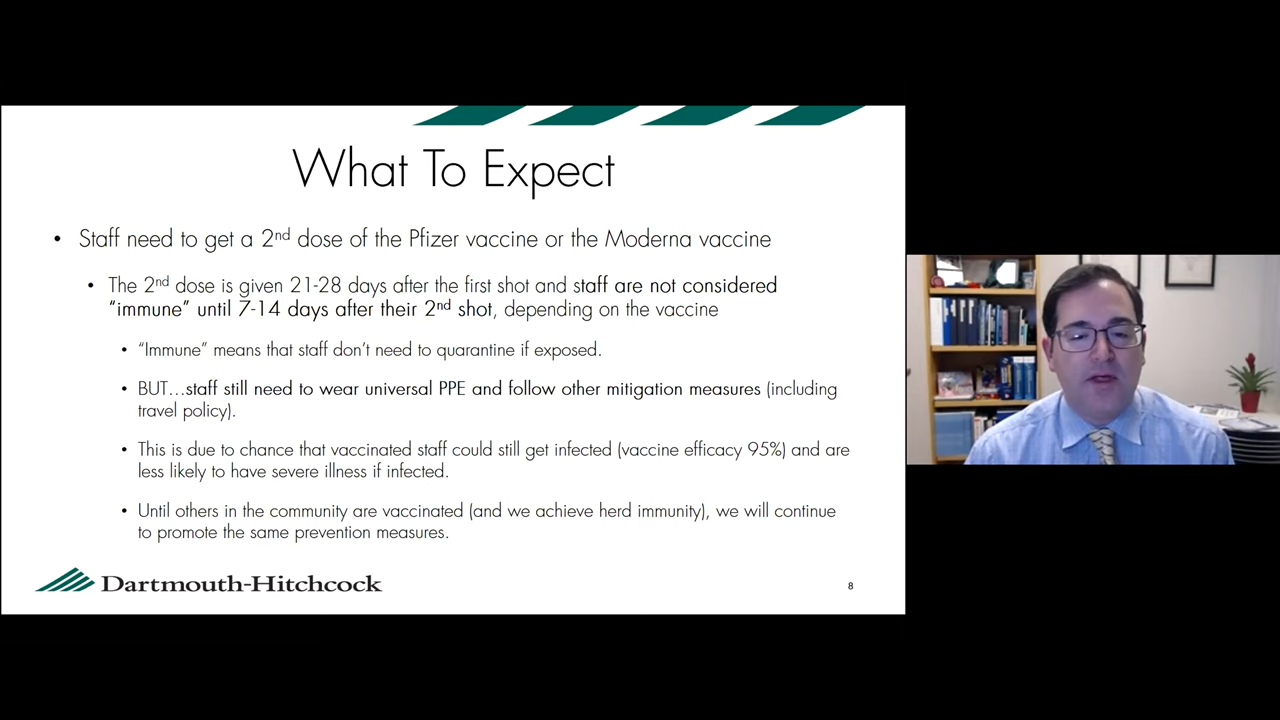 What To Expect
• Staff need to get a 2nd dose of the Pfizer vaccine or the Moderna vaccine
• The 2nd dose is given 21-28 days after the first shot and staff are not considered
“immune” until 7-14 days after their 2nd shot, depending on the vaccine
• “Immune” means that staff don’t need to quarantine if exposed.
• BUT…staff still need to wear universal PPE and follow other mitigation measures (including
travel policy).
• This is due to chance that vaccinated staff could still get infected (vaccine efficacy 95%) and are
less likely to have severe illness if infected.
• Until others in the community are vaccinated (and we achieve herd immunity), we will continue
to promote the same prevention measures.
Dartmouth-Hitchcock
8